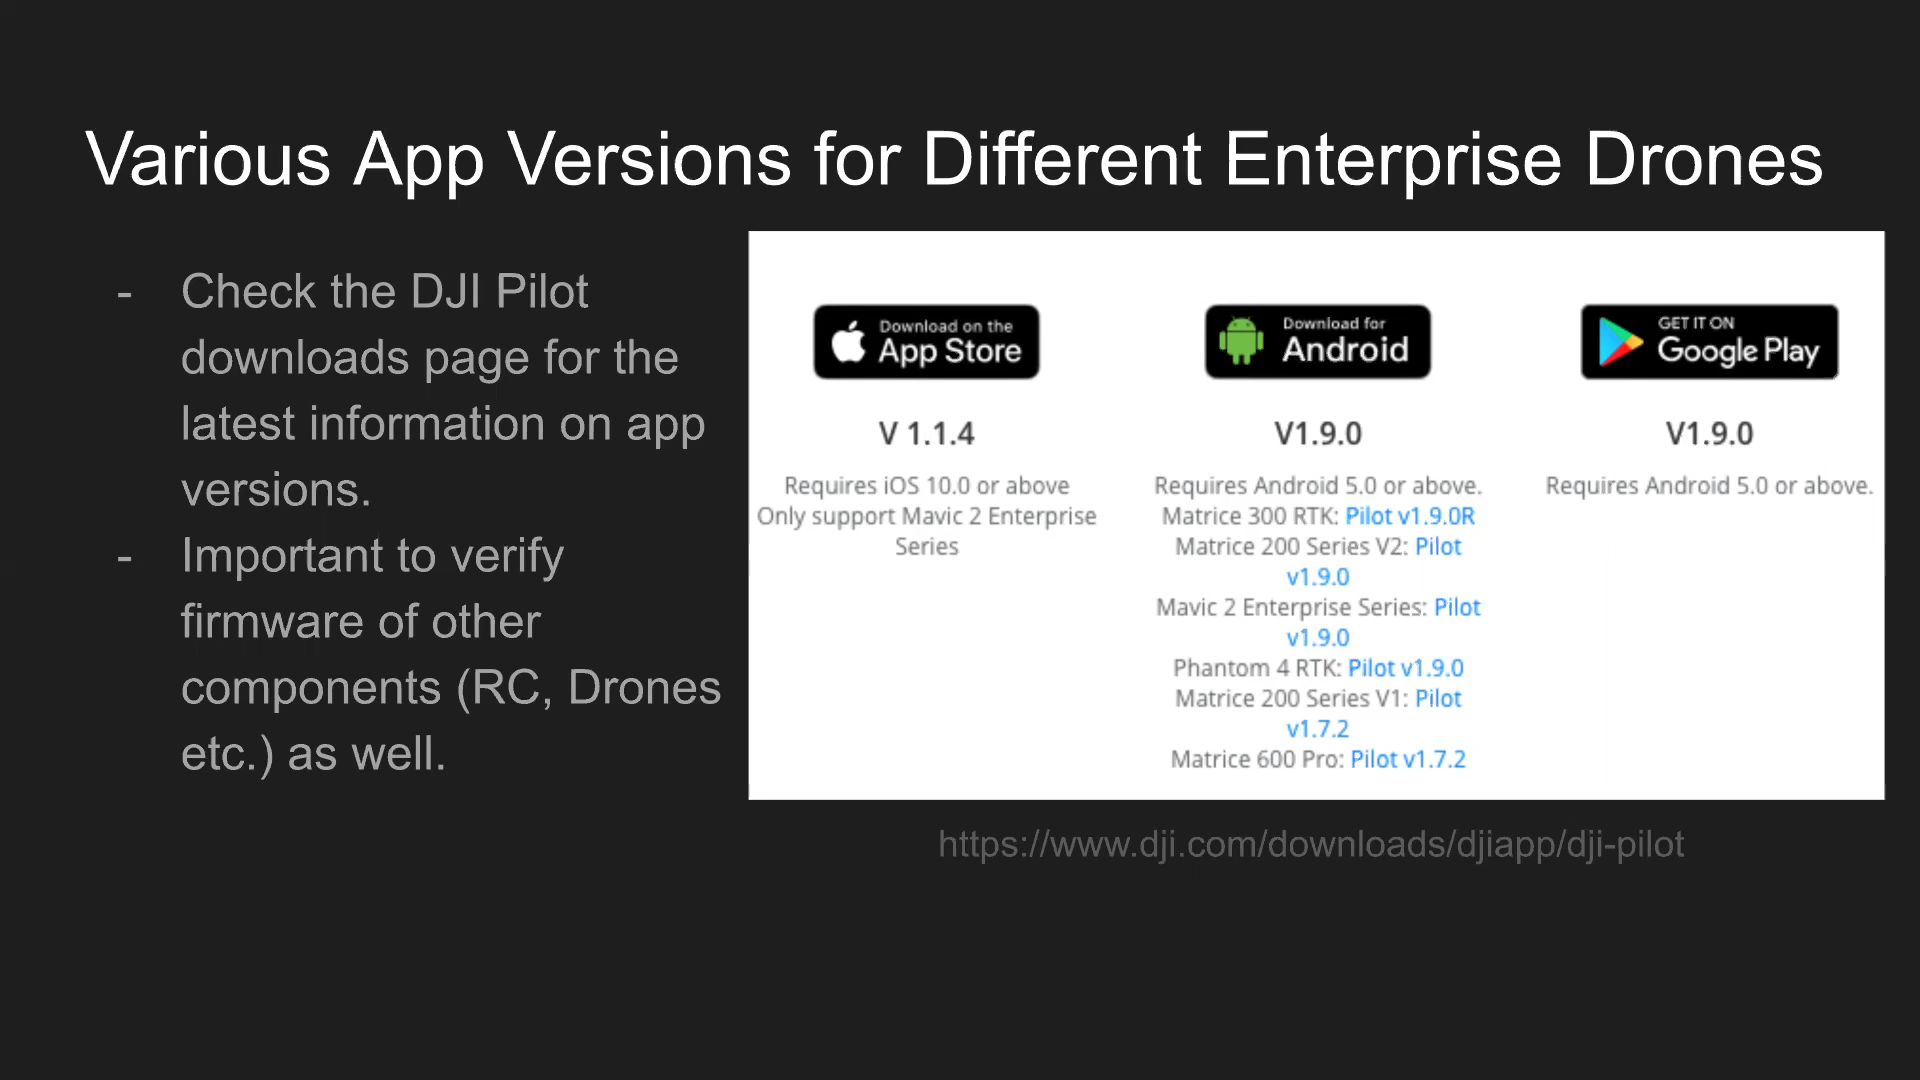 Various App Versions for Different Enterprise Drones
- Check the DJI Pilot
downloads page for the
latest information on app
versions.
- Important to verify
firmware of other
components (RC, Drones
etc.) as well.
Download on the
App Store
V 1.1.4
Requires iOS 10.0 or above
Only support Mavic 2 Enterprise
Series
Download for
Android
V1.9.0
Requires Android 5.0 or above.
Matrice 300 RTK: Pilot v1.9.0R
Matrice 200 Series V2: Pilot
v1.9.0
Mavic 2 Enterprise Series: Pilot
v1.9.0
Phantom 4 RTK: Pilot v1.9.0
Matrice 200 Series V1: Pilot
v1.7.2
Matrice 600 Pro: Pilot v1.7.2
GET IT ON
Google Play
V1.9.0
Requires Android 5.0 or above.
https://www.dji.com/downloads/djiapp/dji-pilot